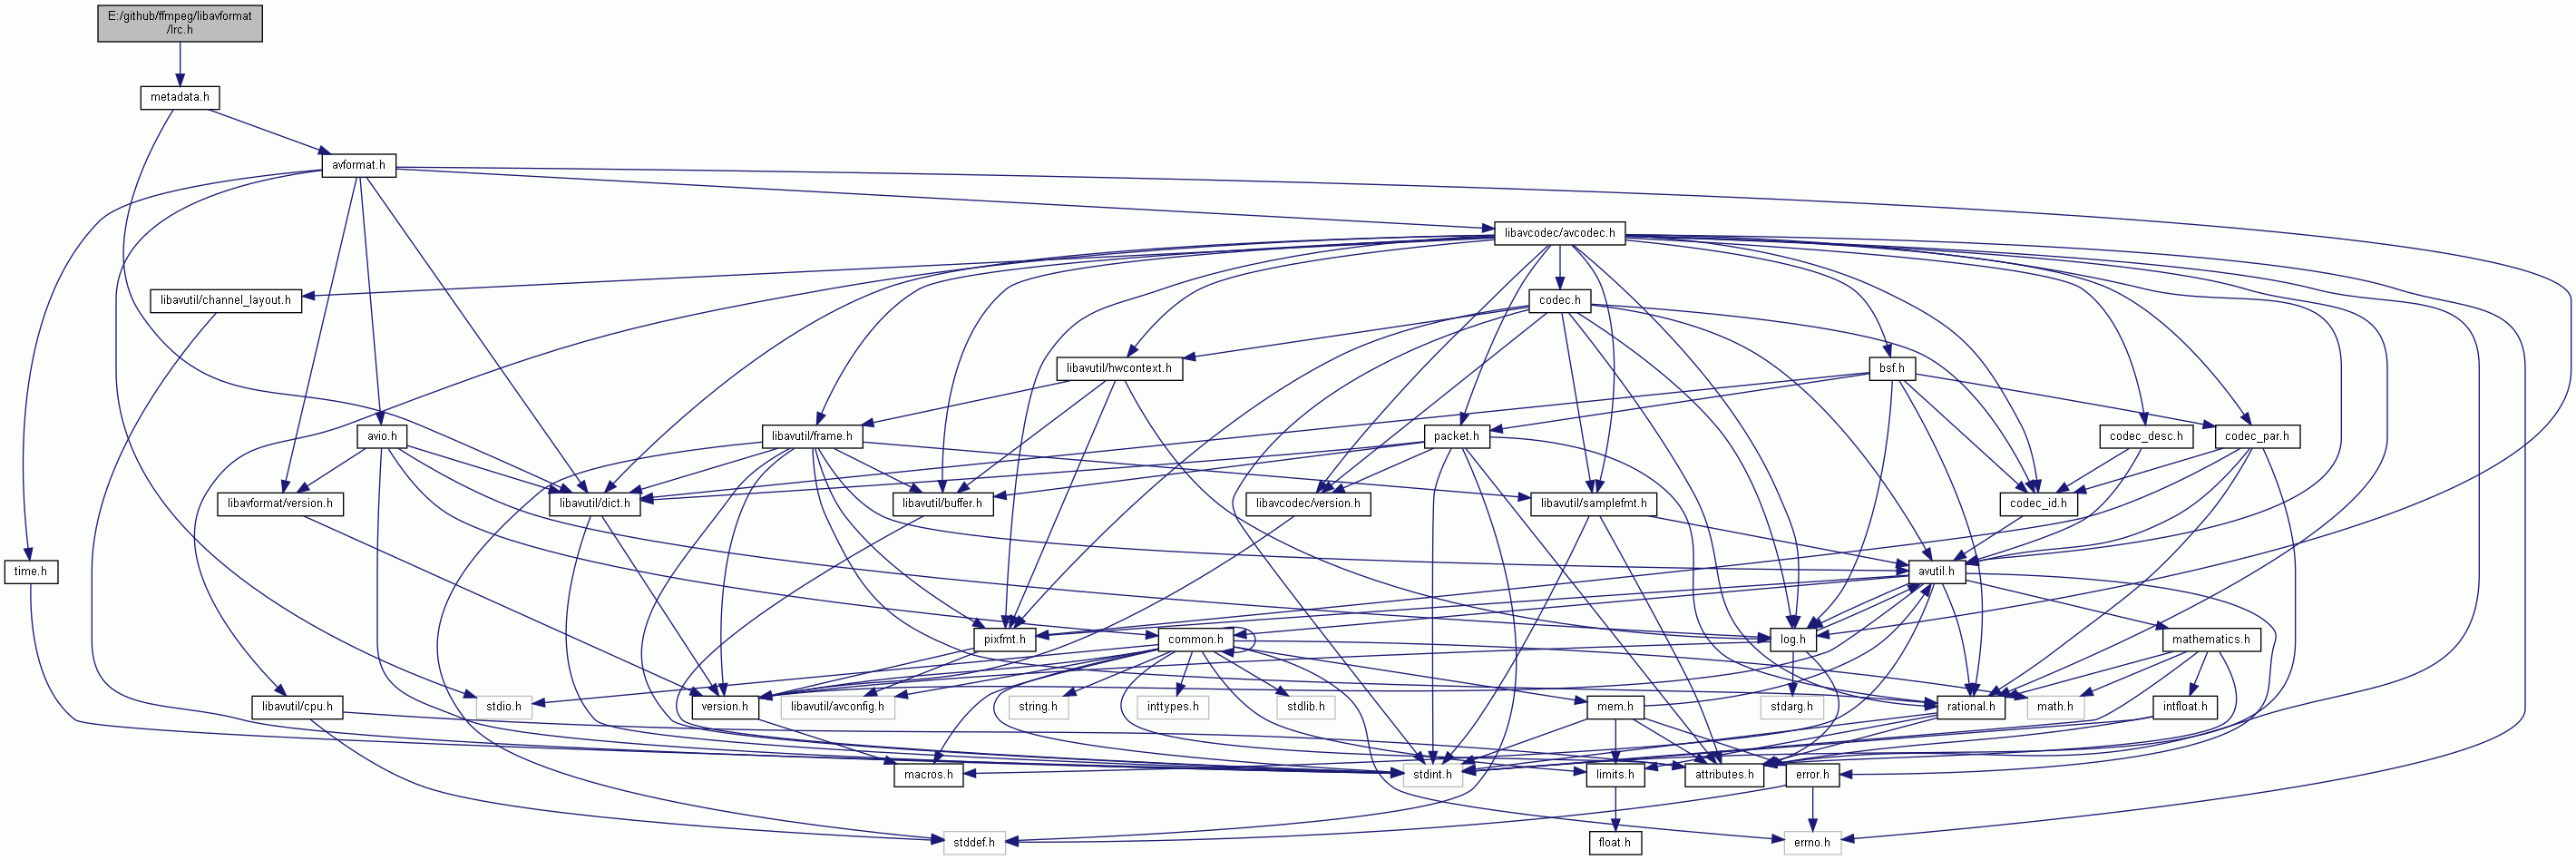 E:/github/ffmpeg/libavformat
/lrc.h
metadata.h
avformat.h
libavcodec/avcodec.h
libavutil/channel_layout.h
codec.h
libavutil/hwcontext.h
bsf.h
avio.h
libavutil/frame.h
packet.h
codec_desc.h
codec_par.h
libavformat/version.h
libavutil/dict.h
libavutil/buffer.h
libavcodec/version.h
libavutil/samplefmt.h
codec_id.h
time.h
avutil.h
pixfmt.h
common.h
log.h
mathematics.h
libavutil/cpu.h
stdio.h
version.h
libavutil/avconfig.h
string.h
inttypes.h
stdlib.h
mem.h
stdarg.h
rational.h
math.h
intfloat.h
macros.h
stdint.h
limits.h
attributes.h
error.h
stddef.h
float.h
errno.h